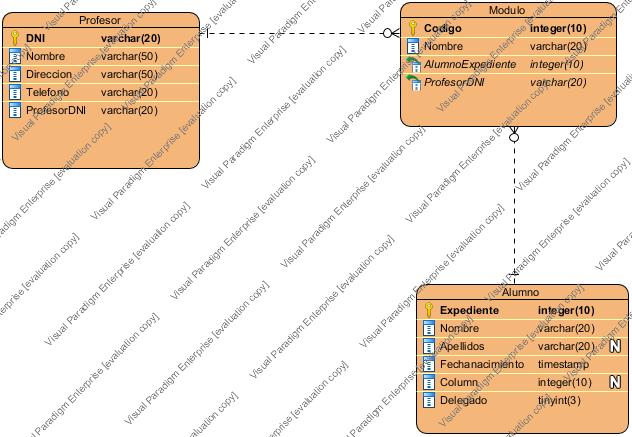 Profesor
DNI varchar(20)
Nombre varchar(50)
Direccion varchar(50)
Telefono varchar(20)
ProfesorDNI varchar(20)
Modulo
Codigo integer(10)
Nombre varchar(20)
AlumnoExpediente integer(10)
ProfesorDNI varchar(20)
Alumno
Expediente integer(10)
Nombre varchar(20)
Apellidos varchar(20) N
Fechanacimiento timestamp
Column integer(10) N
Delegado tinyint(3)
Visual Paradigm Enterprise [evaluation copy]